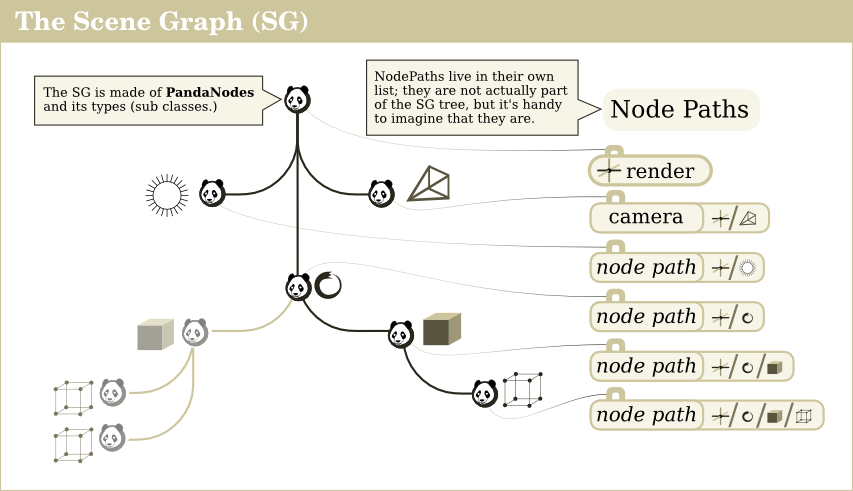 The Scene Graph (SG)
The SG is made of PandaNodes
and its types (sub classes.)
NodePaths live in their own
list; they are not actually part
of the SG tree, but it's handy
to imagine that they are.
Node Paths
render
camera
/
node path
/
node path
/
node path
/ /
node path
/ / /